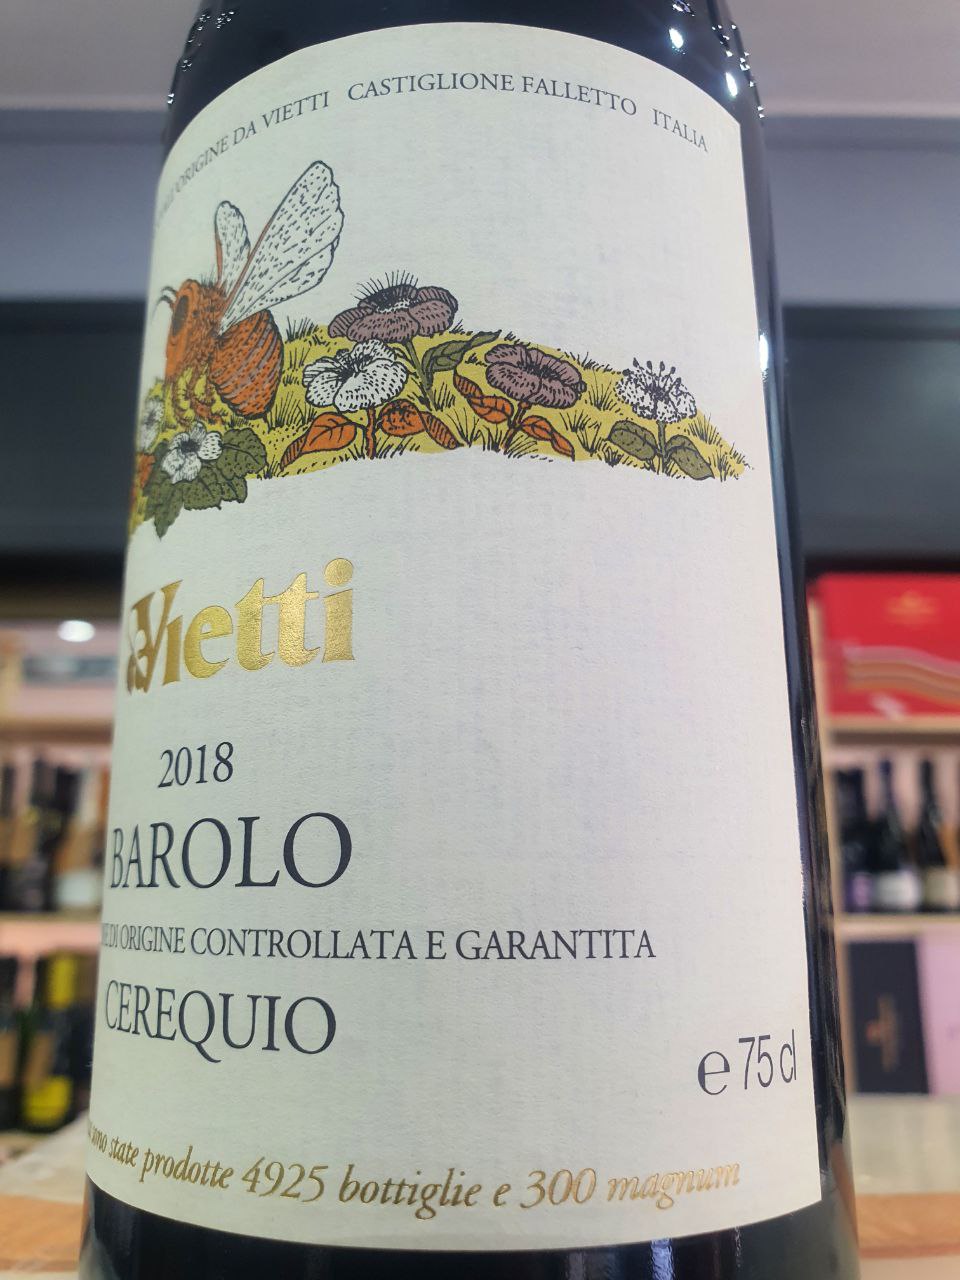 ORIGINE DA VIETTI CASTIGLIONE FALLETTO ITALIA
Vietti
2018
BAROLO
DI ORIGINE CONTROLLATA E GARANTITA
CEREQUIO
e 75 cl
sono state prodotte 4925 bottiglie e 300 magnum